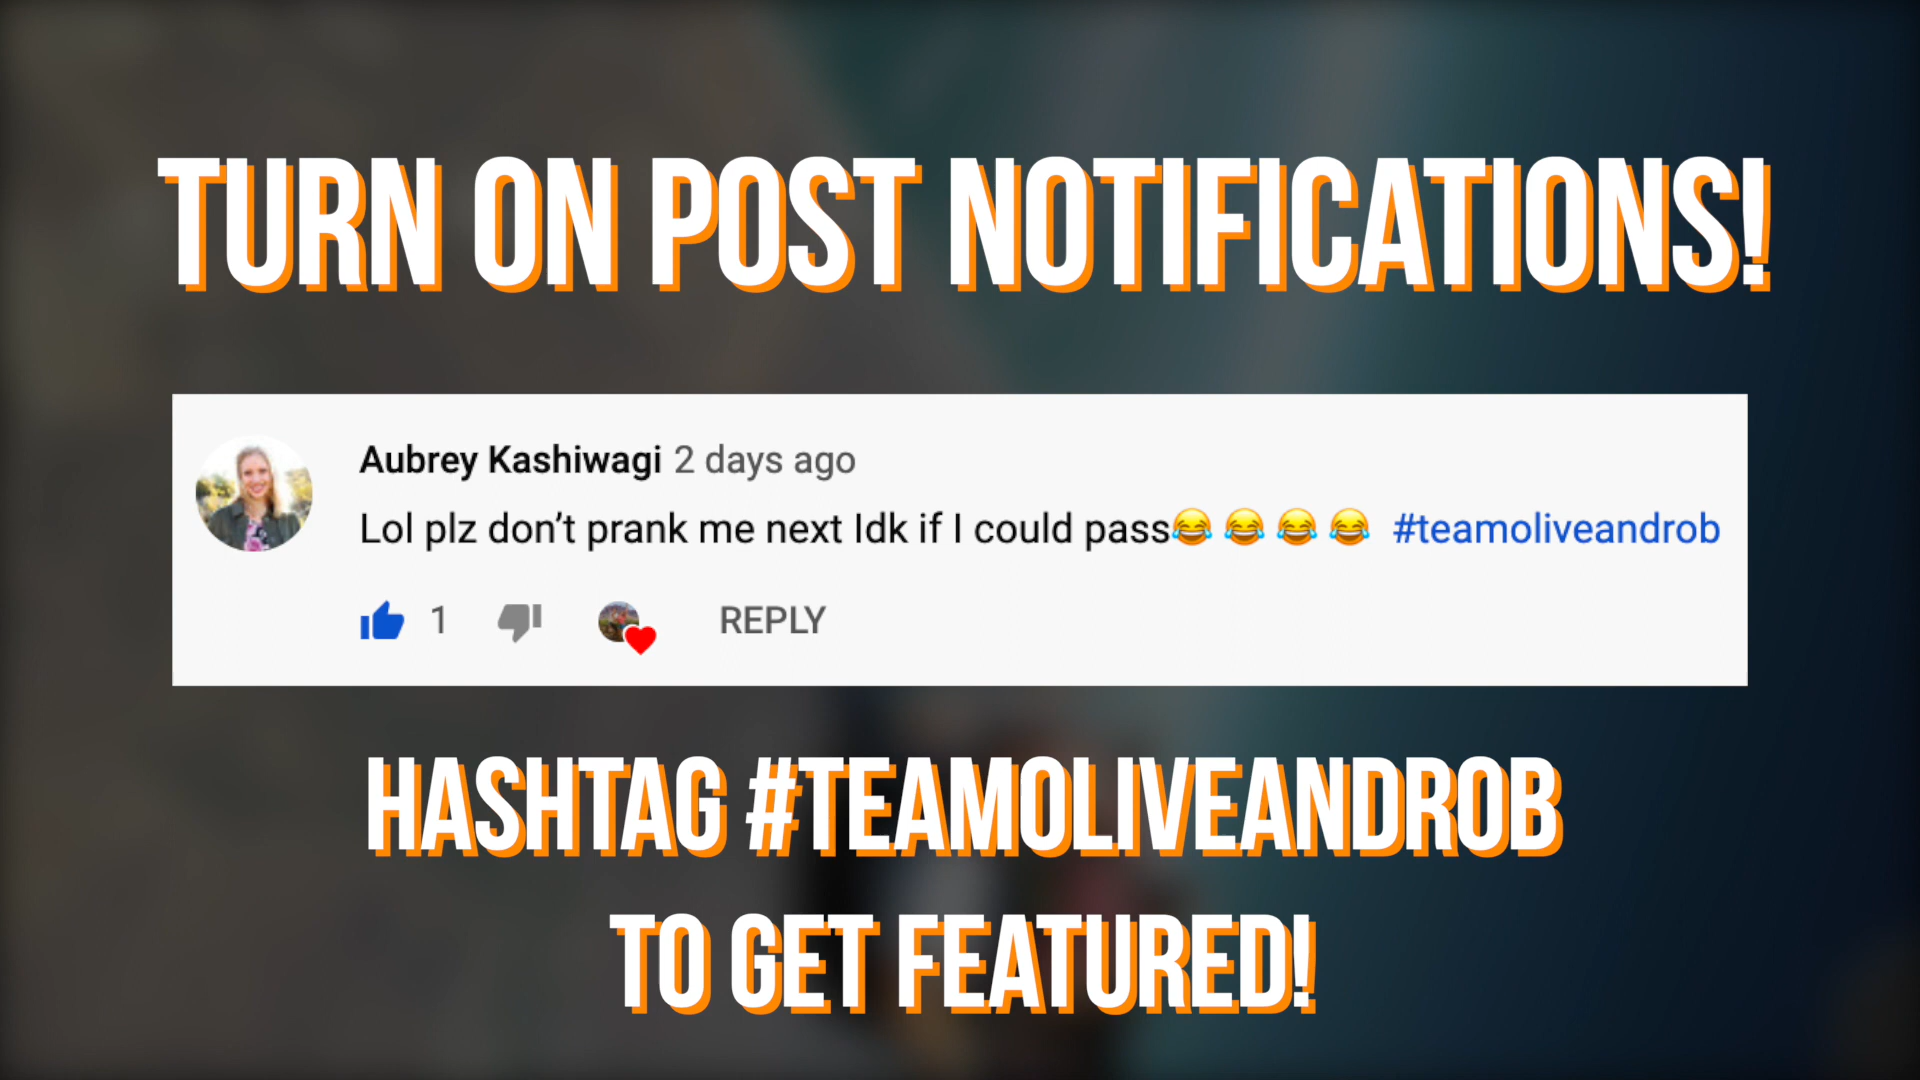 TURN ON POST NOTIFICATIONS!
Aubrey Kashiwagi 2 days ago
Lol plz don't prank me next Idk if I could pass😂 😂 😂 😂 #teamoliveandrob
1 REPLY
HASHTAG #TEAMOLIVEANDROB
TO GET FEATURED!